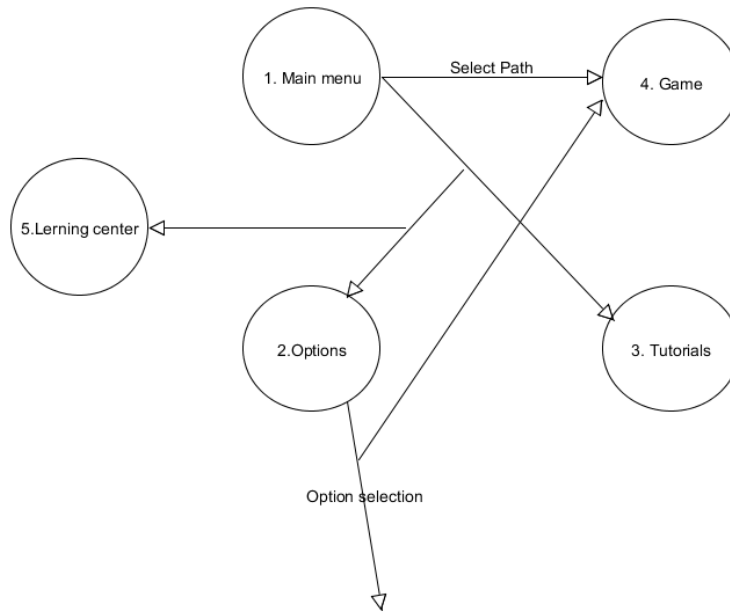 1. Main menu
Select Path
4. Game
5.Lerning center
2.Options
3. Tutorials
Option selection